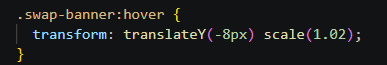 .swap-banner:hover {
  transform: translateY(-8px) scale(1.02);
}